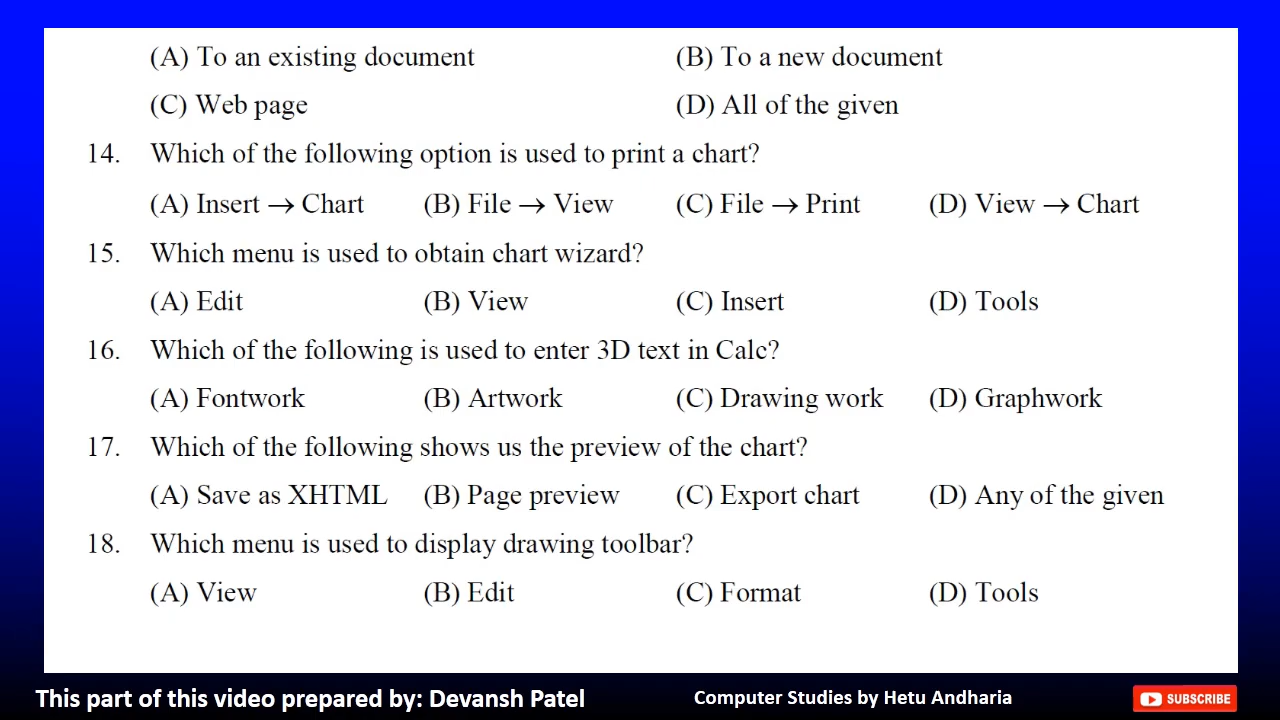 (A) To an existing document (B) To a new document
(C) Web page (D) All of the given
14. Which of the following option is used to print a chart?
(A) Insert → Chart (B) File → View (C) File → Print (D) View → Chart
15. Which menu is used to obtain chart wizard?
(A) Edit (B) View (C) Insert (D) Tools
16. Which of the following is used to enter 3D text in Calc?
(A) Fontwork (B) Artwork (C) Drawing work (D) Graphwork
17. Which of the following shows us the preview of the chart?
(A) Save as XHTML (B) Page preview (C) Export chart (D) Any of the given
18. Which menu is used to display drawing toolbar?
(A) View (B) Edit (C) Format (D) Tools
This part of this video prepared by: Devansh Patel Computer Studies by Hetu Andharia SUBSCRIBE